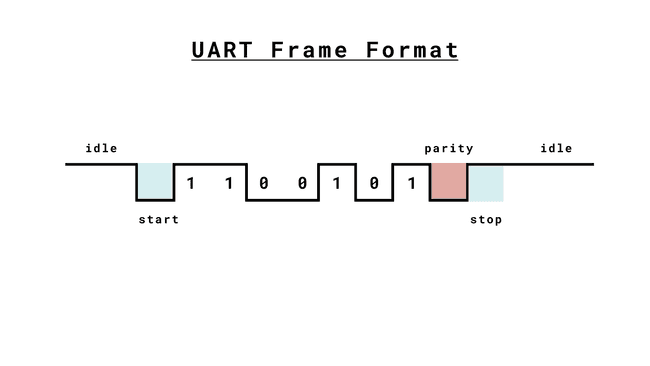 UART Frame Format
idle parity idle
1 1 0 0 1 0 1
start stop